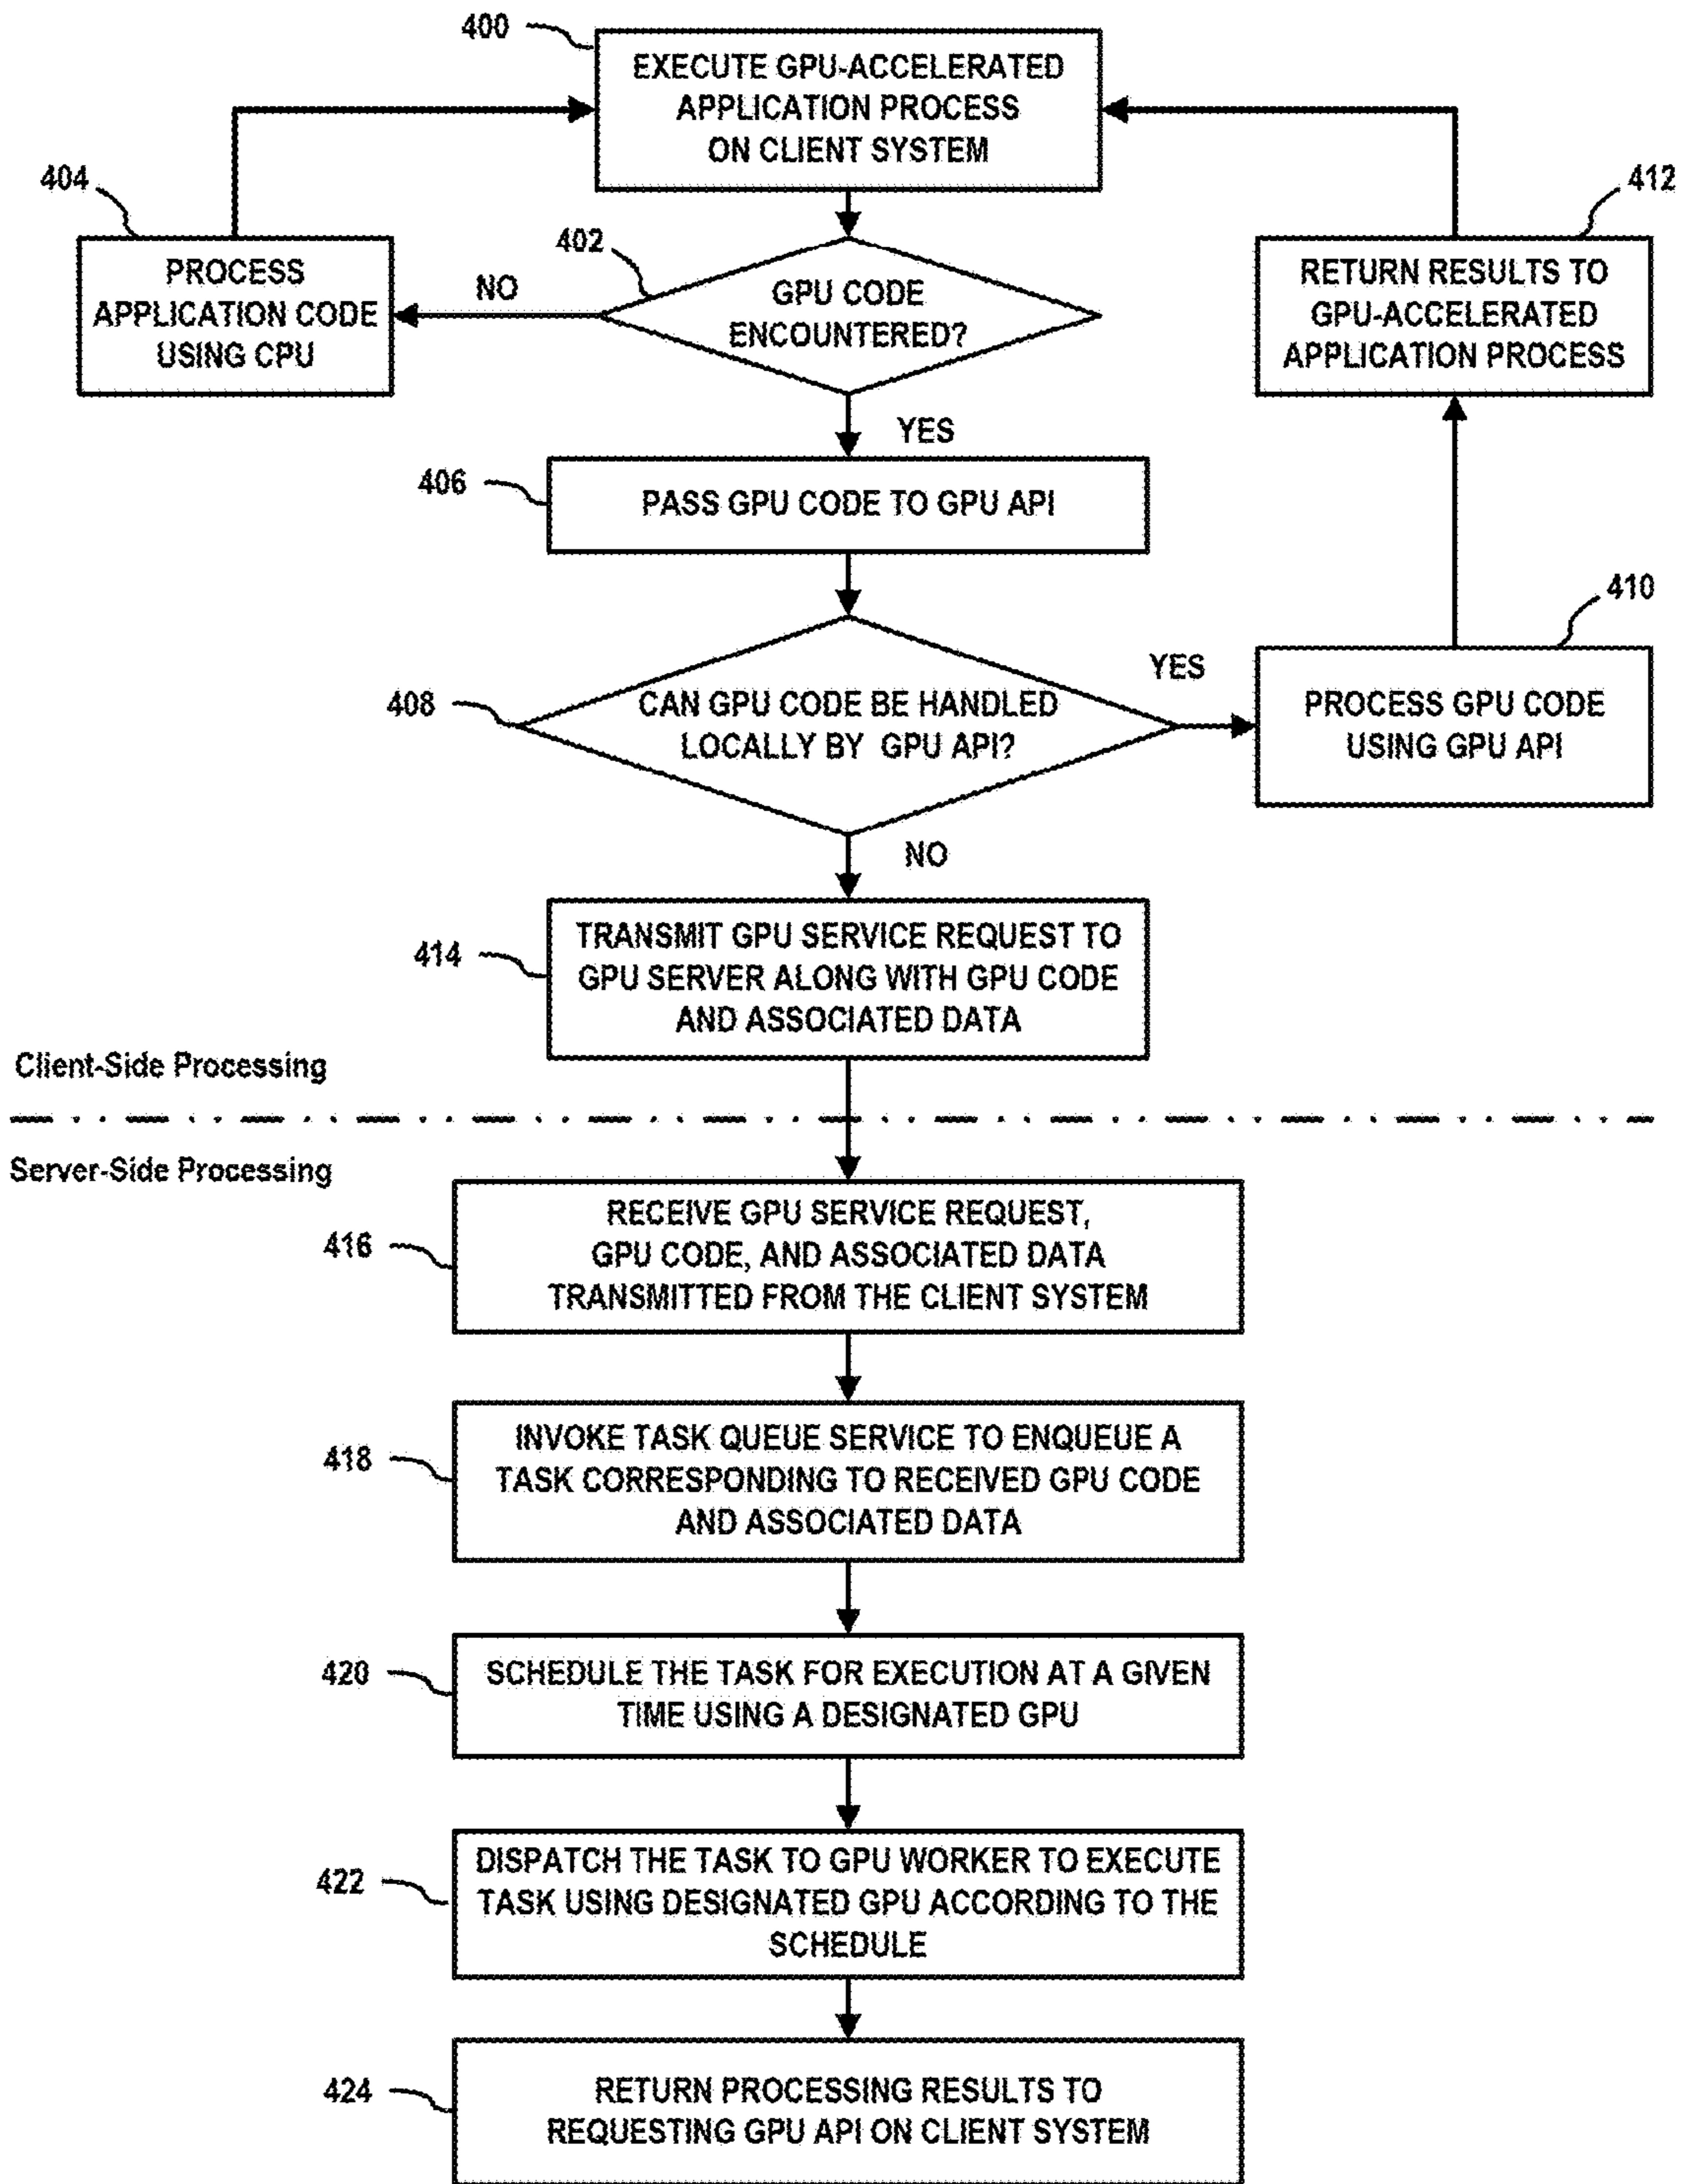 400
EXECUTE GPU-ACCELERATED
APPLICATION PROCESS
ON CLIENT SYSTEM
404
PROCESS
APPLICATION CODE
USING CPU
NO
402
GPU CODE
ENCOUNTERED?
412
RETURN RESULTS TO
GPU-ACCELERATED
APPLICATION PROCESS
YES
406
PASS GPU CODE TO GPU API
408
CAN GPU CODE BE HANDLED
LOCALLY BY GPU API?
YES
410
PROCESS GPU CODE
USING GPU API
NO
414
TRANSMIT GPU SERVICE REQUEST TO
GPU SERVER ALONG WITH GPU CODE
AND ASSOCIATED DATA
Client-Side Processing
Server-Side Processing
416
RECEIVE GPU SERVICE REQUEST,
GPU CODE, AND ASSOCIATED DATA
TRANSMITTED FROM THE CLIENT SYSTEM
418
INVOKE TASK QUEUE SERVICE TO ENQUEUE A
TASK CORRESPONDING TO RECEIVED GPU CODE
AND ASSOCIATED DATA
420
SCHEDULE THE TASK FOR EXECUTION AT A GIVEN
TIME USING A DESIGNATED GPU
422
DISPATCH THE TASK TO GPU WORKER TO EXECUTE
TASK USING DESIGNATED GPU ACCORDING TO THE
SCHEDULE
424
RETURN PROCESSING RESULTS TO
REQUESTING GPU API ON CLIENT SYSTEM